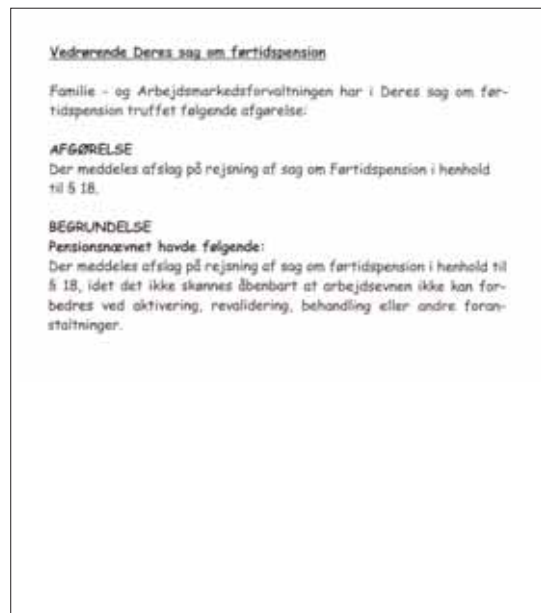 Vedrørende Deres sag om førtidspension
Familie - og Arbejdsmarkedsforvaltningen har i Deres sag om før-
tidspension truffet følgende afgørelse:
AFGØRELSE
Der meddeles afslag på rejsning af sag om Førtidspension i henhold
til § 18.
BEGRUNDELSE
Pensionsnævnet havde følgende:
Der meddeles afslag på rejsning af sag om førtidspension i henhold til
§ 18, idet det ikke skønnes åbenbart at arbejdsevnen ikke kan for-
bedres ved aktivering, revalidering, behandling eller andre foran-
staltninger.